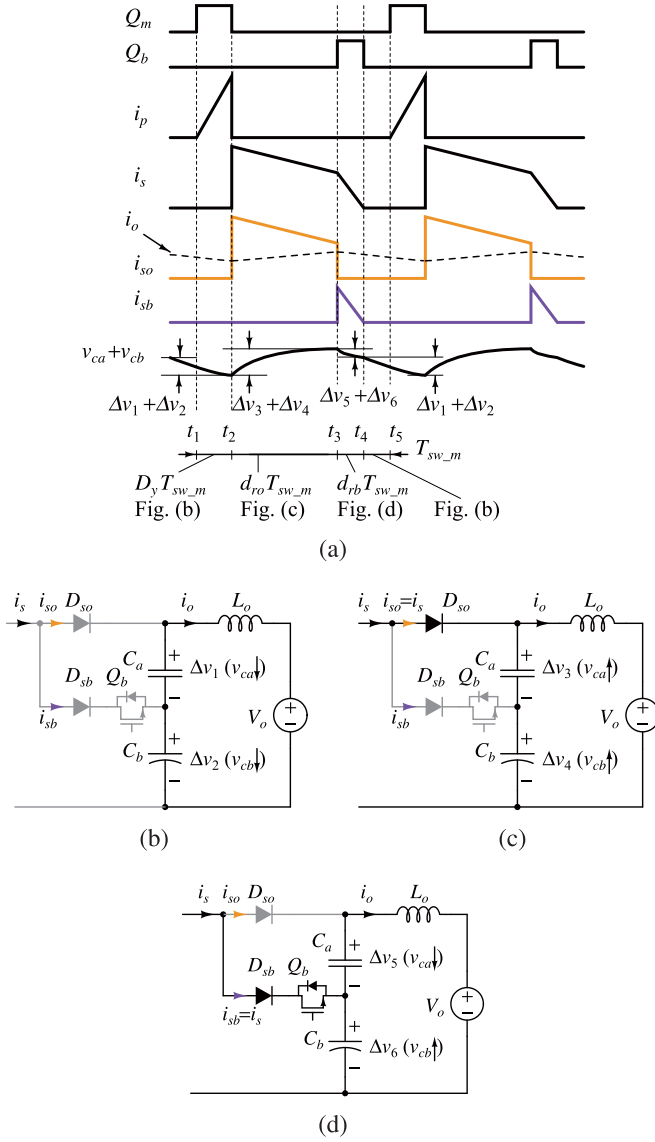 Q_m
Q_b
i_p
i_s
i_o
i_so
i_sb
v_ca+v_cb
Δv_1+Δv_2 Δv_3+Δv_4 Δv_5+Δv_6 Δv_1+Δv_2
t_1 t_2 t_3 t_4 t_5 T_sw_m
D_y T_sw_m d_ro T_sw_m d_rb T_sw_m
Fig. (b) Fig. (c) Fig. (d) Fig. (b)
(a)
i_s i_so D_so i_o L_o
C_a + Δv_1 (v_ca↓) −
D_sb Q_b
i_sb
V_o + −
C_b + Δv_2 (v_cb↓) −
(b)
i_s i_so=i_s D_so i_o L_o
C_a + Δv_3 (v_ca↑) −
D_sb Q_b
i_sb
V_o + −
C_b + Δv_4 (v_cb↑) −
(c)
i_s i_so D_so i_o L_o
C_a + Δv_5 (v_ca↓) −
D_sb Q_b
i_sb=i_s
V_o + −
C_b + Δv_6 (v_cb↑) −
(d)